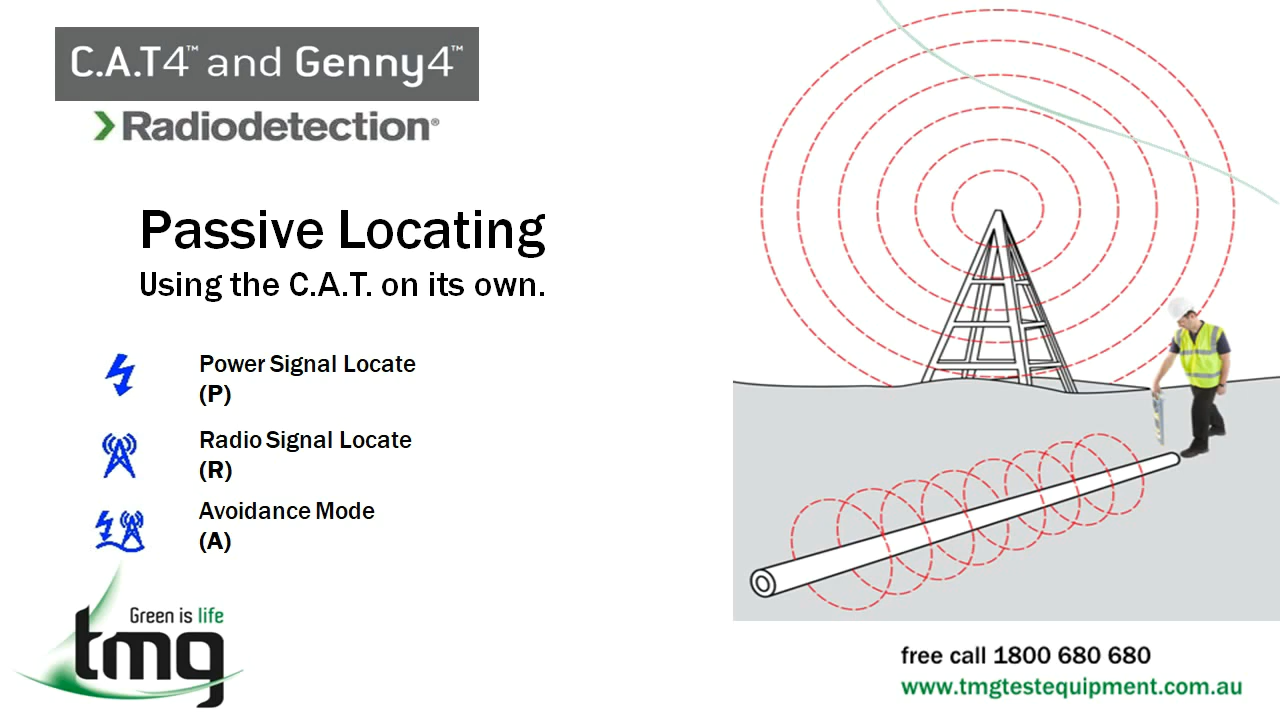 C.A.T4™ and Genny4™
Radiodetection®
Passive Locating
Using the C.A.T. on its own.
Power Signal Locate
(P)
Radio Signal Locate
(R)
Avoidance Mode
(A)
Green is life
tmg
free call 1800 680 680
www.tmgtestequipment.com.au